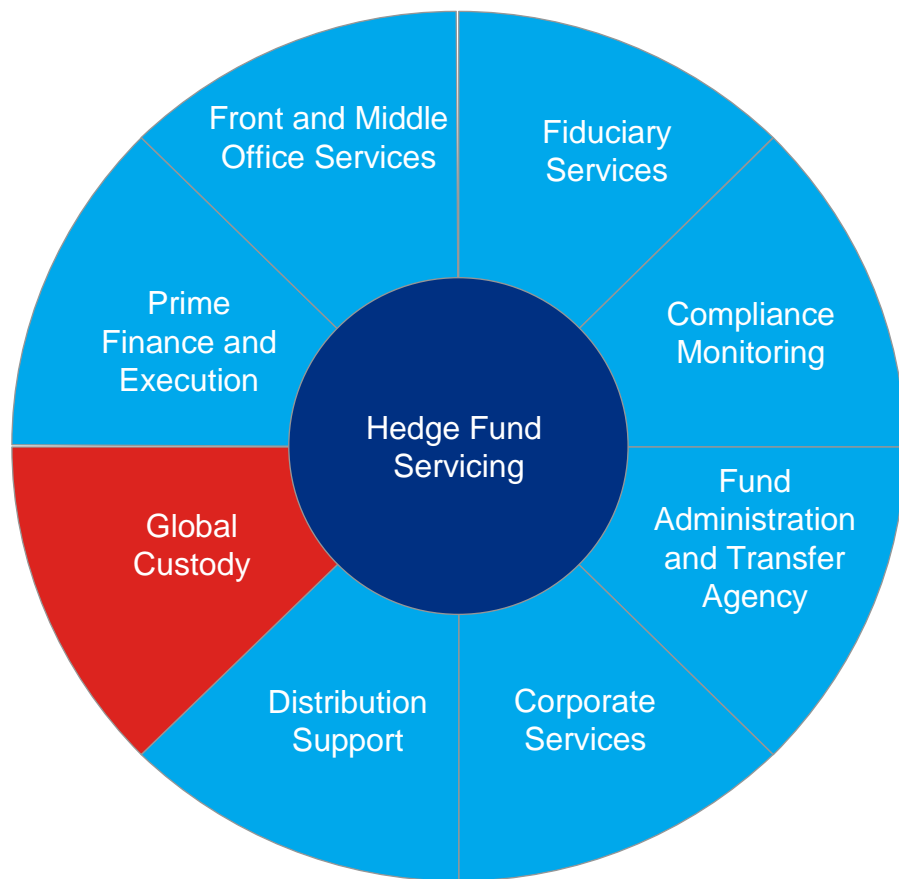 Front and Middle
Office Services
Fiduciary
Services
Prime
Finance and
Execution
Compliance
Monitoring
Hedge Fund
Servicing
Global
Custody
Fund
Administration
and Transfer
Agency
Distribution
Support
Corporate
Services